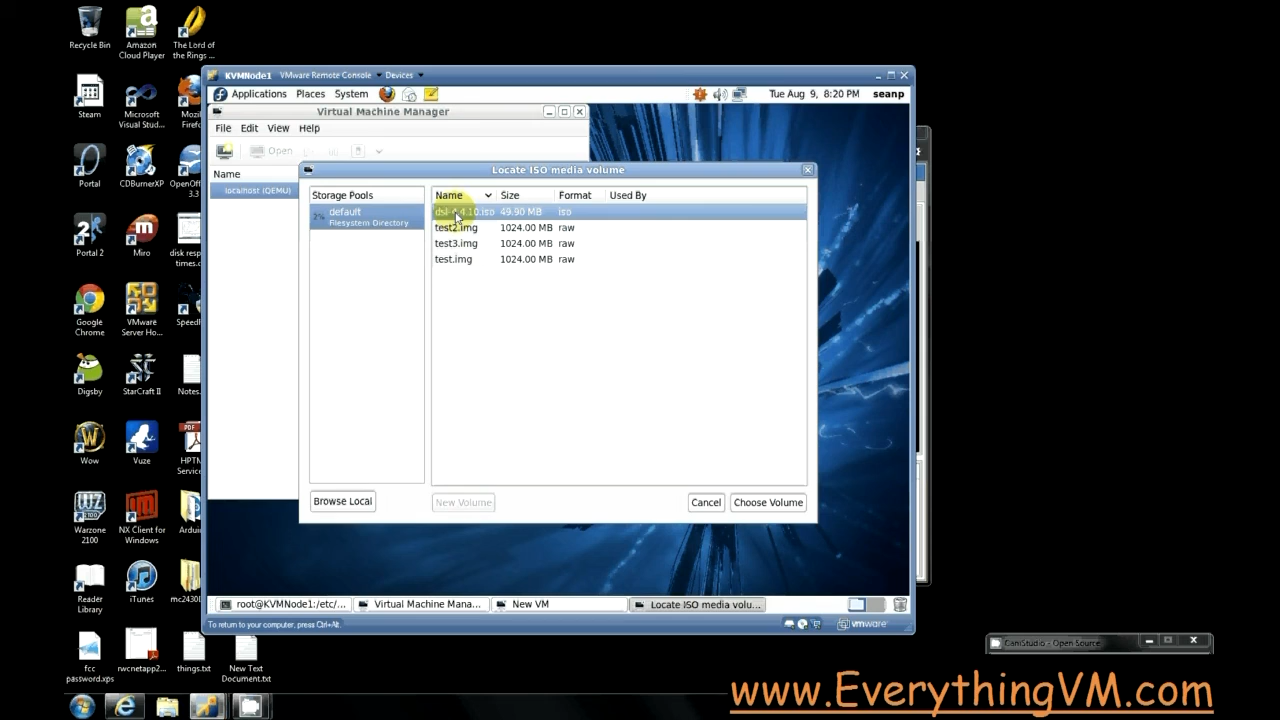 Recycle Bin
Amazon Cloud Player
The Lord of the Rings ...
Steam
Microsoft Visual Stud...
Mozil
Firef
Portal
CDBurnerXP
OpenOff
3.3
Portal 2
Miro
disk resp
times.c
Google Chrome
VMware Server Ho...
Speedf
Digsby
StarCraft II
Notes.
Wow
Vuze
HPTN
Service
Warzone 2100
NX Client for Windows
Ardui
Reader Library
iTunes
fcc password.xps
rwcnetapp2...
things.txt
New Text Document.txt
KVMNode1 VMware Remote Console Devices
Applications Places System
Tue Aug 9, 8:20 PM seanp
Virtual Machine Manager
File Edit View Help
Open
Name
localhost (QEMU)
Locate ISO media volume
Storage Pools
2% default
Filesystem Directory
Name Size Format Used By
dsl-4.4.10.iso 49.90 MB iso
test2.img 1024.00 MB raw
test3.img 1024.00 MB raw
test.img 1024.00 MB raw
Browse Local New Volume Cancel Choose Volume
root@KVMNode1:/etc/... Virtual Machine Mana... New VM Locate ISO media volu...
To return to your computer, press Ctrl+Alt.
vmware
CamStudio - Open Source
www.EverythingVM.com